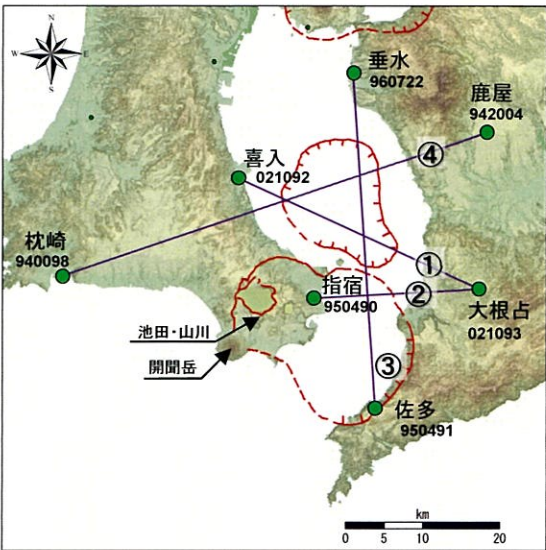 N
W
E
S
垂水
960722
鹿屋
942004
④
喜入
021092
枕崎
940098
①
指宿
950490
②
大根占
021093
池田・山川
開聞岳
③
佐多
950491
km
0 5 10 20